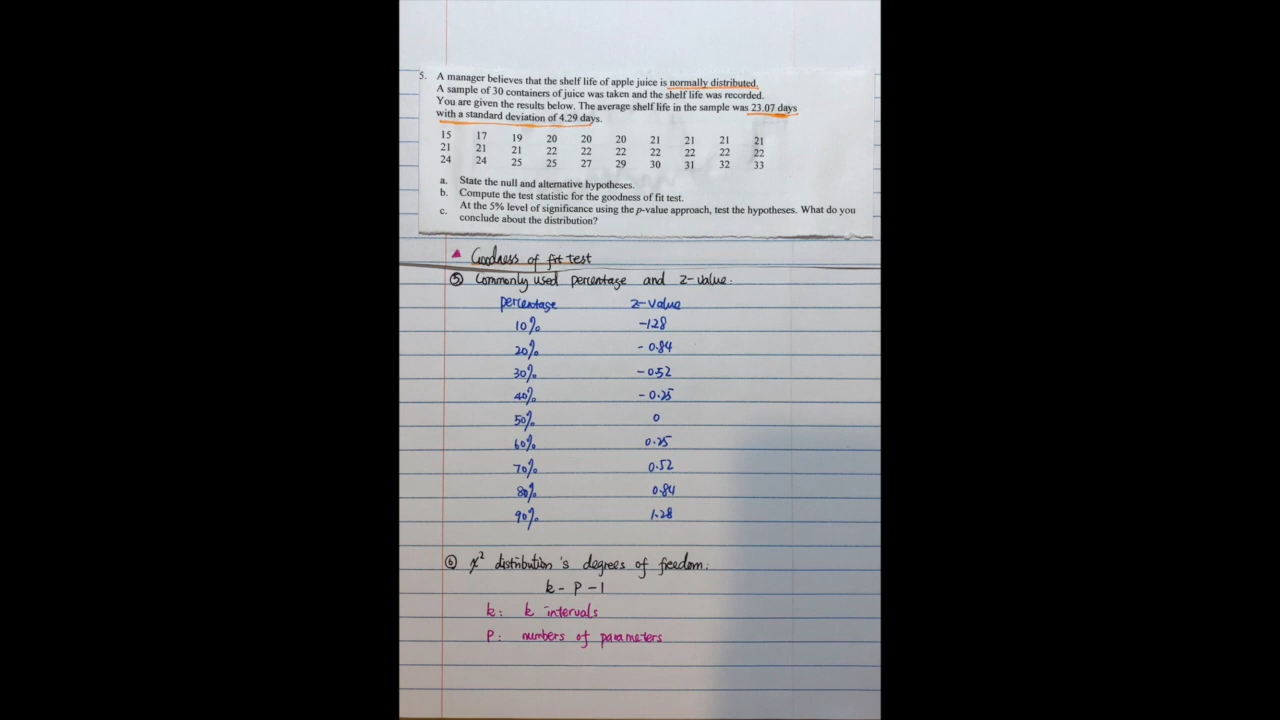 5. A manager believes that the shelf life of apple juice is normally distributed.
A sample of 30 containers of juice was taken and the shelf life was recorded.
You are given the results below. The average shelf life in the sample was 23.07 days
with a standard deviation of 4.29 days.
15 17 19 20 20 20 21 21 21 21
21 21 21 22 22 22 22 22 22 22
24 24 25 25 27 29 30 31 32 33
a. State the null and alternative hypotheses.
b. Compute the test statistic for the goodness of fit test.
c. At the 5% level of significance using the p-value approach, test the hypotheses. What do you
conclude about the distribution?
▲ Goodness of fit test
⑤ Commonly used percentage and z-value:
percentage z-value
10% -1.28
20% -0.84
30% -0.52
40% -0.25
50% 0
60% 0.25
70% 0.52
80% 0.84
90% 1.28
⑥ χ² distribution's degrees of freedom:
k - P - 1
k: k intervals
P: numbers of parameters